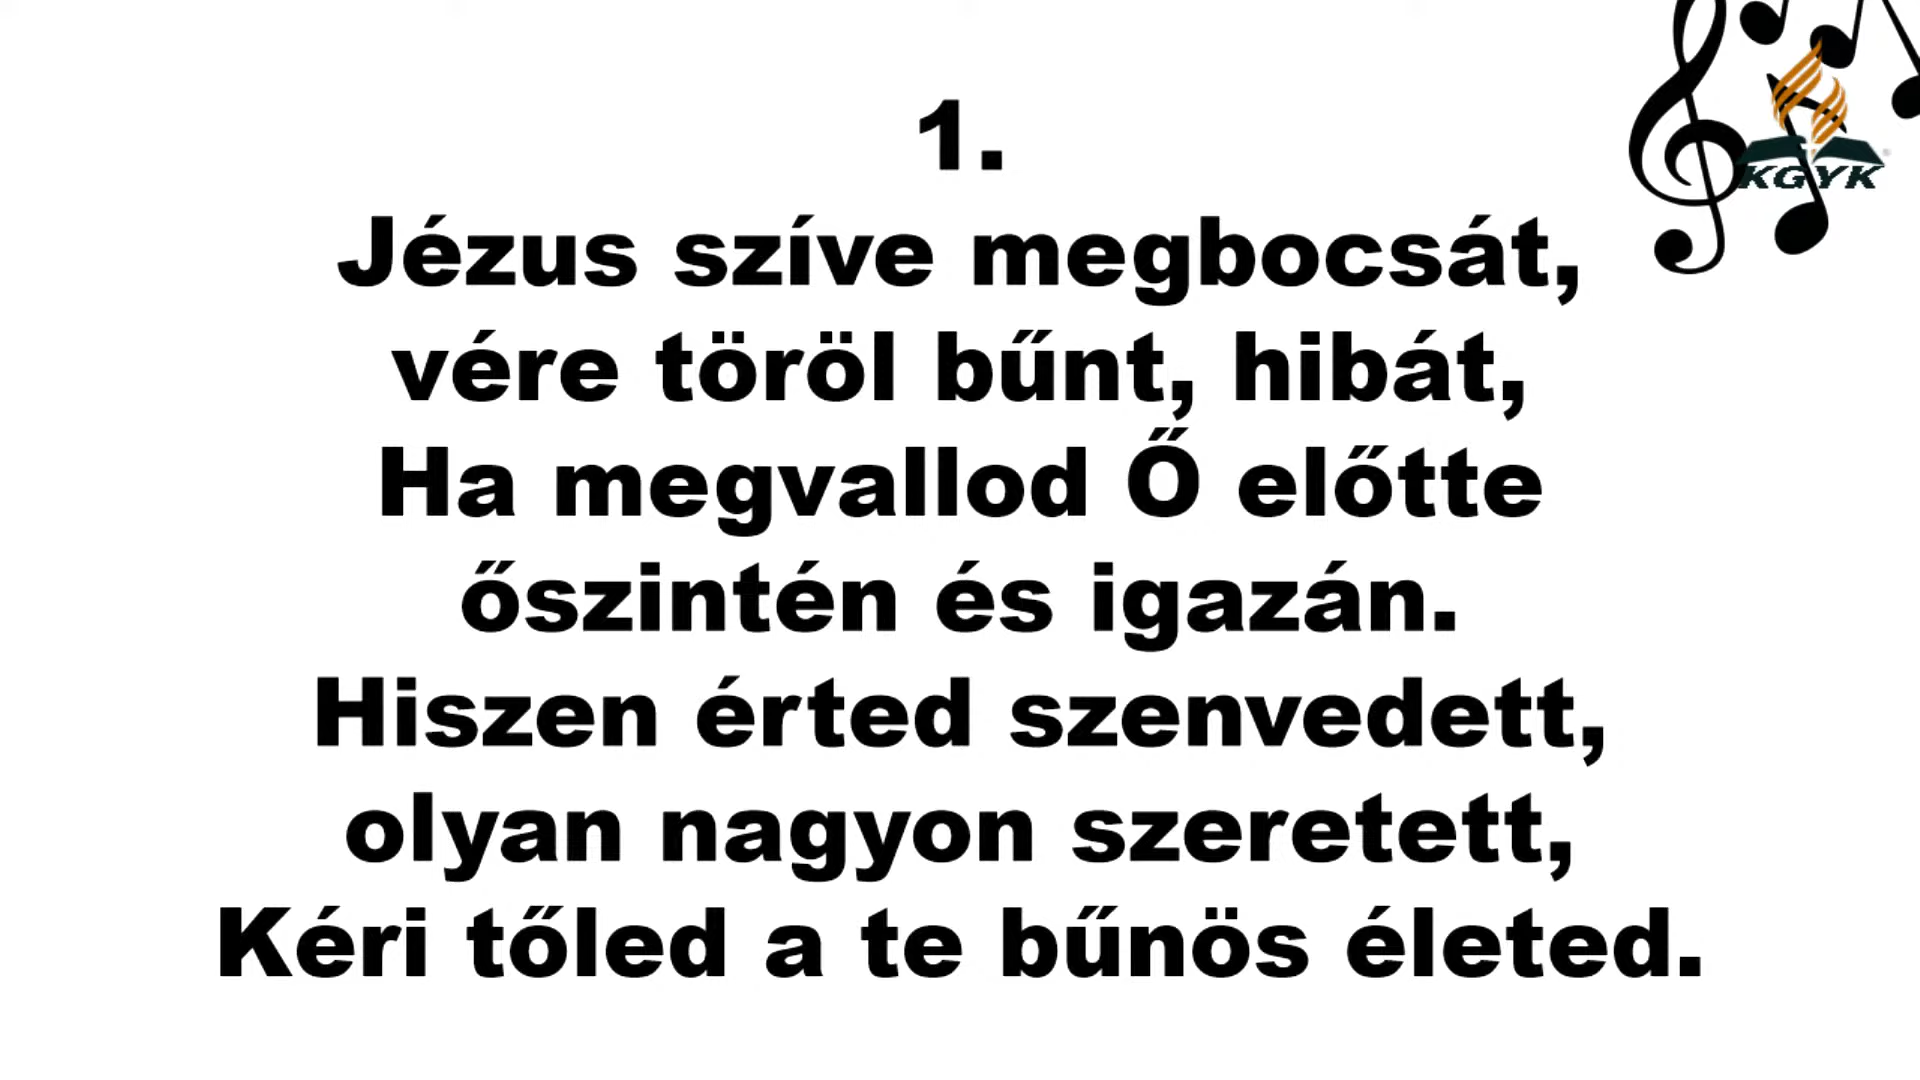 1.
Jézus szíve megbocsát,
vére töröl bűnt, hibát,
Ha megvallod Ő előtte
őszintén és igazán.
Hiszen érted szenvedett,
olyan nagyon szeretett,
Kéri tőled a te bűnös életed.
KGYK